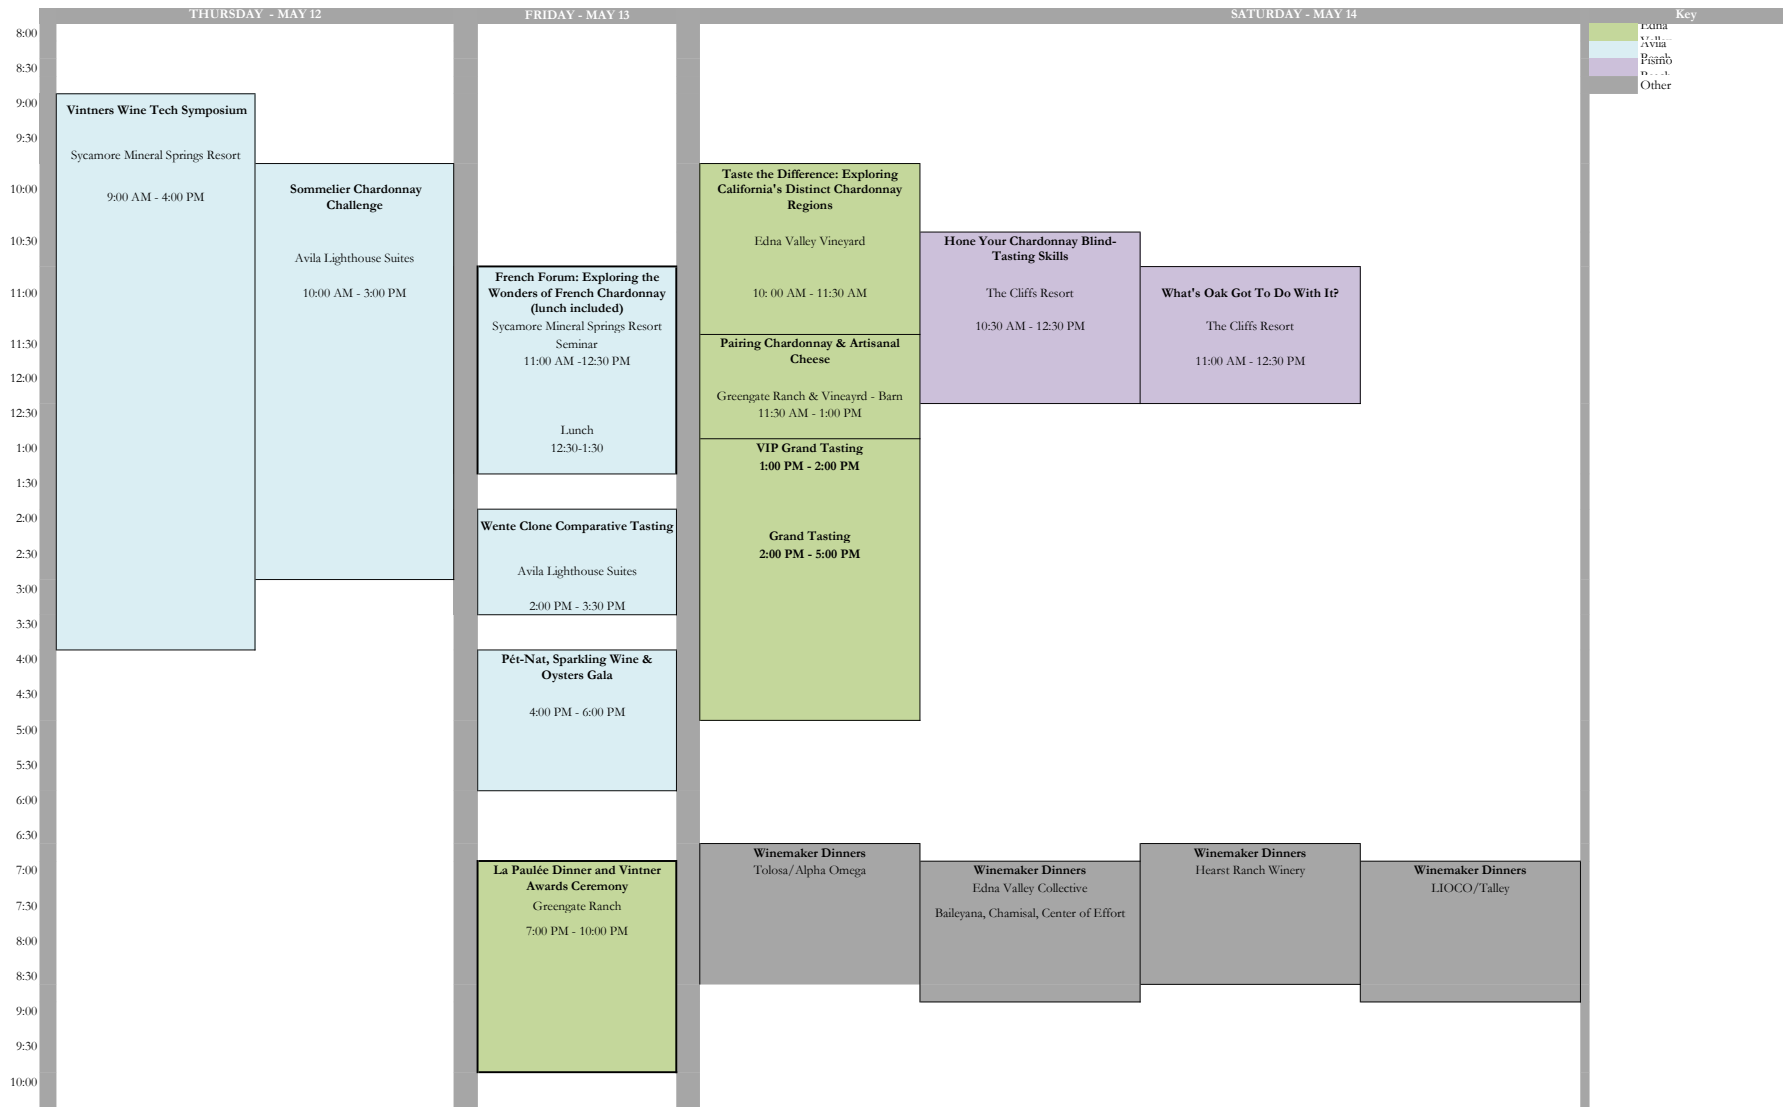 THURSDAY - MAY 12
FRIDAY - MAY 13
SATURDAY - MAY 14
Key
Edna
Avila
Pismo
Other
8:00
8:30
9:00
9:30
10:00
10:30
11:00
11:30
12:00
12:30
1:00
1:30
2:00
2:30
3:00
3:30
4:00
4:30
5:00
5:30
6:00
6:30
7:00
7:30
8:00
8:30
9:00
9:30
10:00
Vintners Wine Tech Symposium
Sycamore Mineral Springs Resort
9:00 AM - 4:00 PM
Sommelier Chardonnay
Challenge
Avila Lighthouse Suites
10:00 AM - 3:00 PM
French Forum: Exploring the
Wonders of French Chardonnay
(lunch included)
Sycamore Mineral Springs Resort
Seminar
11:00 AM -12:30 PM
Lunch
12:30-1:30
Wente Clone Comparative Tasting
Avila Lighthouse Suites
2:00 PM - 3:30 PM
Pét-Nat, Sparkling Wine &
Oysters Gala
4:00 PM - 6:00 PM
La Paulée Dinner and Vintner
Awards Ceremony
Greengate Ranch
7:00 PM - 10:00 PM
Taste the Difference: Exploring
California's Distinct Chardonnay
Regions
Edna Valley Vineyard
10: 00 AM - 11:30 AM
Pairing Chardonnay & Artisanal
Cheese
Greengate Ranch & Vineayrd - Barn
11:30 AM - 1:00 PM
VIP Grand Tasting
1:00 PM - 2:00 PM
Grand Tasting
2:00 PM - 5:00 PM
Hone Your Chardonnay Blind-
Tasting Skills
The Cliffs Resort
10:30 AM - 12:30 PM
What's Oak Got To Do With It?
The Cliffs Resort
11:00 AM - 12:30 PM
Winemaker Dinners
Tolosa/Alpha Omega
Winemaker Dinners
Edna Valley Collective
Baileyana, Chamisal, Center of Effort
Winemaker Dinners
Hearst Ranch Winery
Winemaker Dinners
LIOCO/Talley